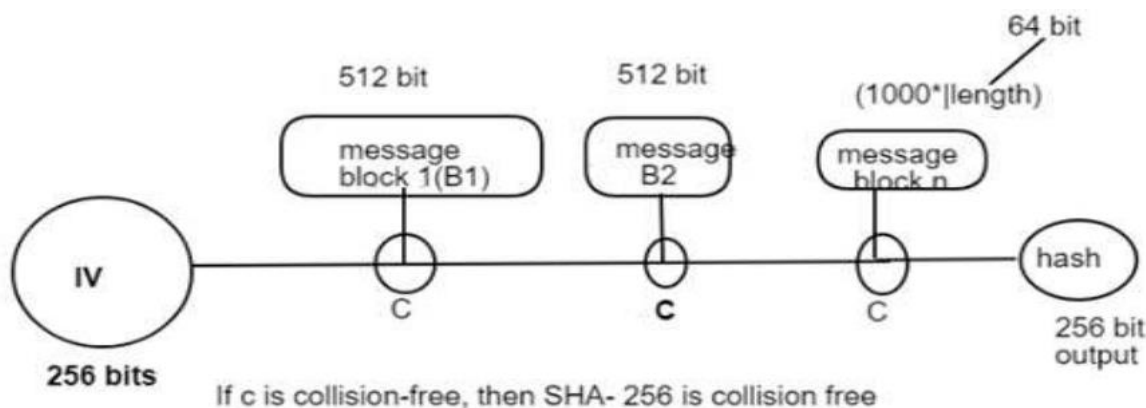 64 bit
512 bit
512 bit
(1000*|length)
message
block 1(B1)
message
B2
message
block n
IV
hash
C
C
C
256 bits
256 bit
output
If c is collision-free, then SHA- 256 is collision free